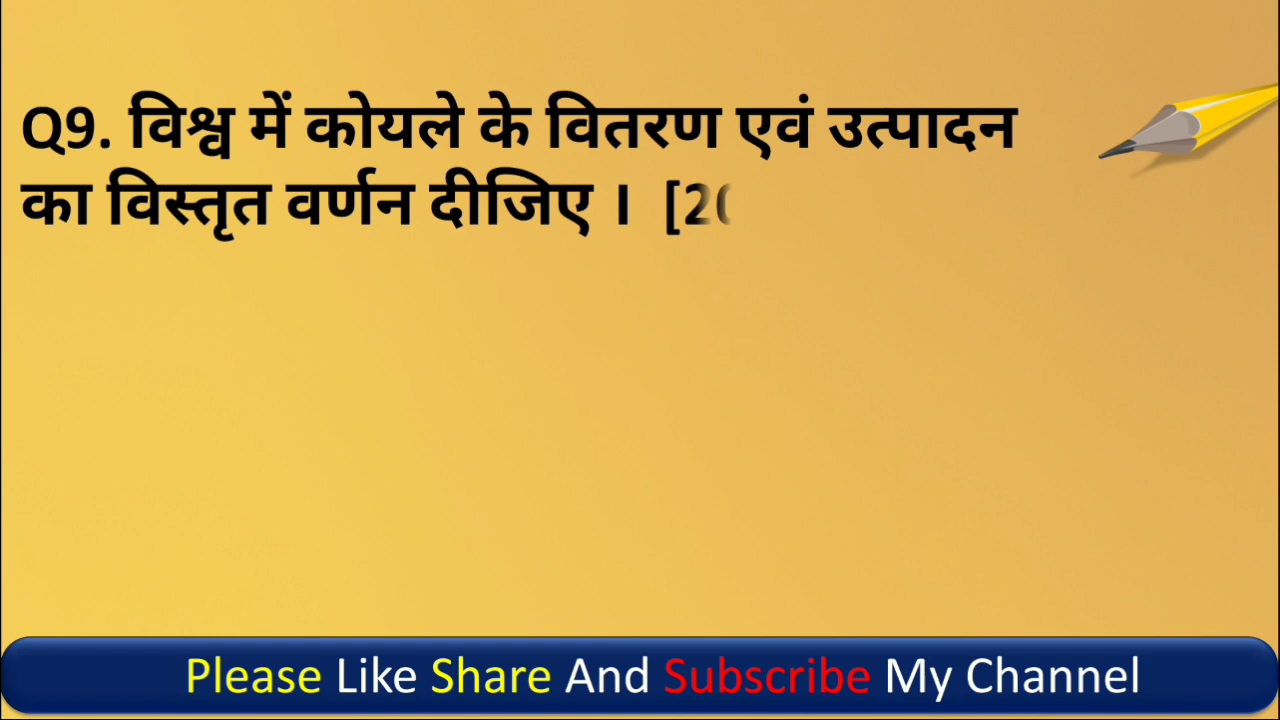 Q9. विश्व में कोयले के वितरण एवं उत्पादन
का विस्तृत वर्णन दीजिए ।
Please Like Share And Subscribe My Channel